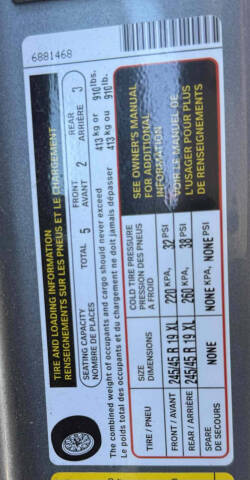 6881468
TIRE AND LOADING INFORMATION
RENSEIGNEMENTS SUR LES PNEUS ET LE CHARGEMENT
SEATING CAPACITY TOTAL 5 FRONT 2 REAR 3
NOMBRE DE PLACES AVANT ARRIÈRE
The combined weight of occupants and cargo should never exceed 413 kg or 910 lbs.
Le poids total des occupants et du chargement ne doit jamais dépasser 413 kg ou 910 lb.
TIRE / PNEU SIZE DIMENSIONS COLD TIRE PRESSURE PRESSION DES PNEUS A FROID
FRONT / AVANT 245/45 R 19 XL 220 KPA, 32 PSI
REAR / ARRIÈRE 245/45 R 19 XL 260 KPA, 38 PSI
SPARE DE SECOURS NONE NONE KPA, NONE PSI
SEE OWNER'S MANUAL
FOR ADDITIONAL
INFORMATION
VOIR LE MANUEL DE
L'USAGER POUR PLUS
DE RENSEIGNEMENTS